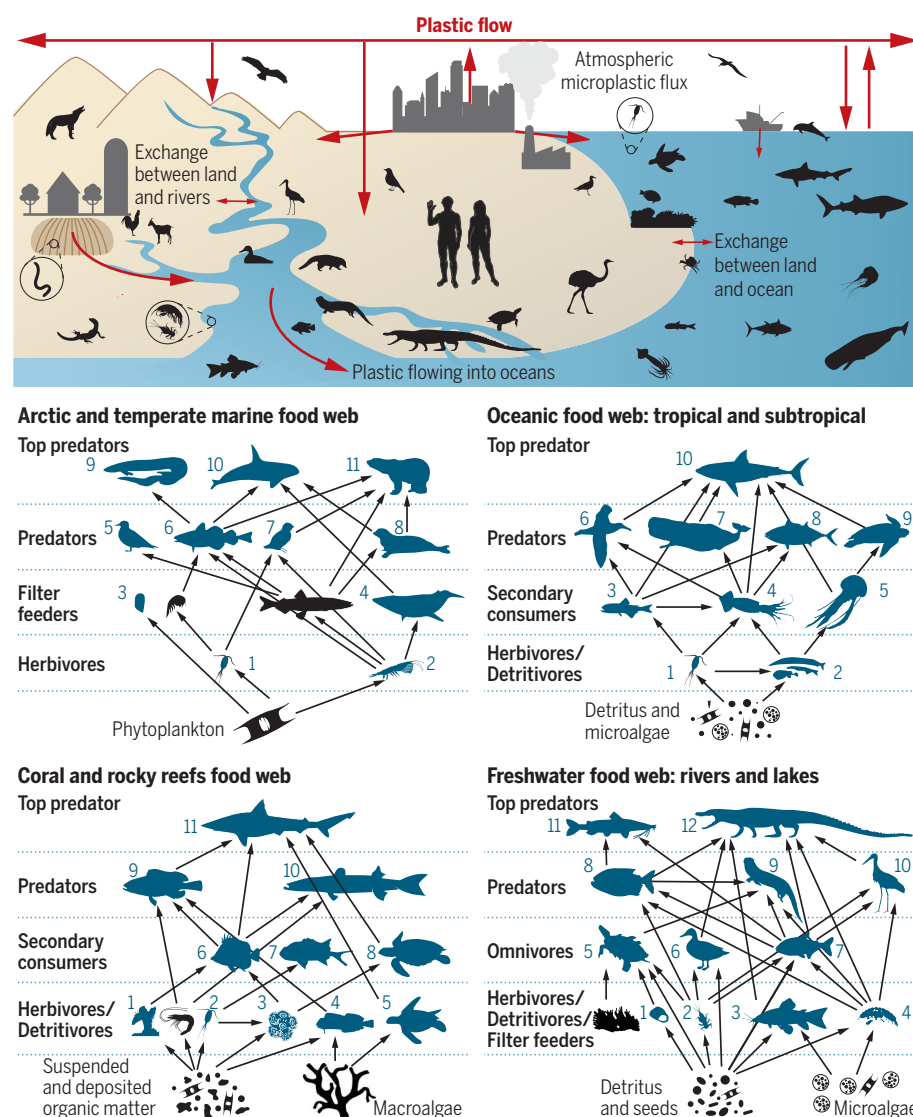 Plastic flow
Atmospheric
microplastic flux
Exchange
between land
and rivers
Exchange
between land
and ocean
Plastic flowing into oceans
Arctic and temperate marine food web
Top predators
9
10
11
Predators
5
6
7
8
Filter
feeders
3
4
Herbivores
1
2
Phytoplankton
Oceanic food web: tropical and subtropical
Top predator
10
Predators
6
7
8
9
Secondary
consumers
3
4
5
Herbivores/
Detritivores
1
2
Detritus and
microalgae
Coral and rocky reefs food web
Top predator
11
Predators
9
10
Secondary
consumers
6
7
8
Herbivores/
Detritivores
1
2
3
4
5
Suspended
and deposited
organic matter
Macroalgae
Freshwater food web: rivers and lakes
Top predators
11
12
Predators
8
9
10
Omnivores
5
6
7
Herbivores/
Detritivores/
Filter feeders
1
2
3
4
Detritus
and seeds
Microalgae